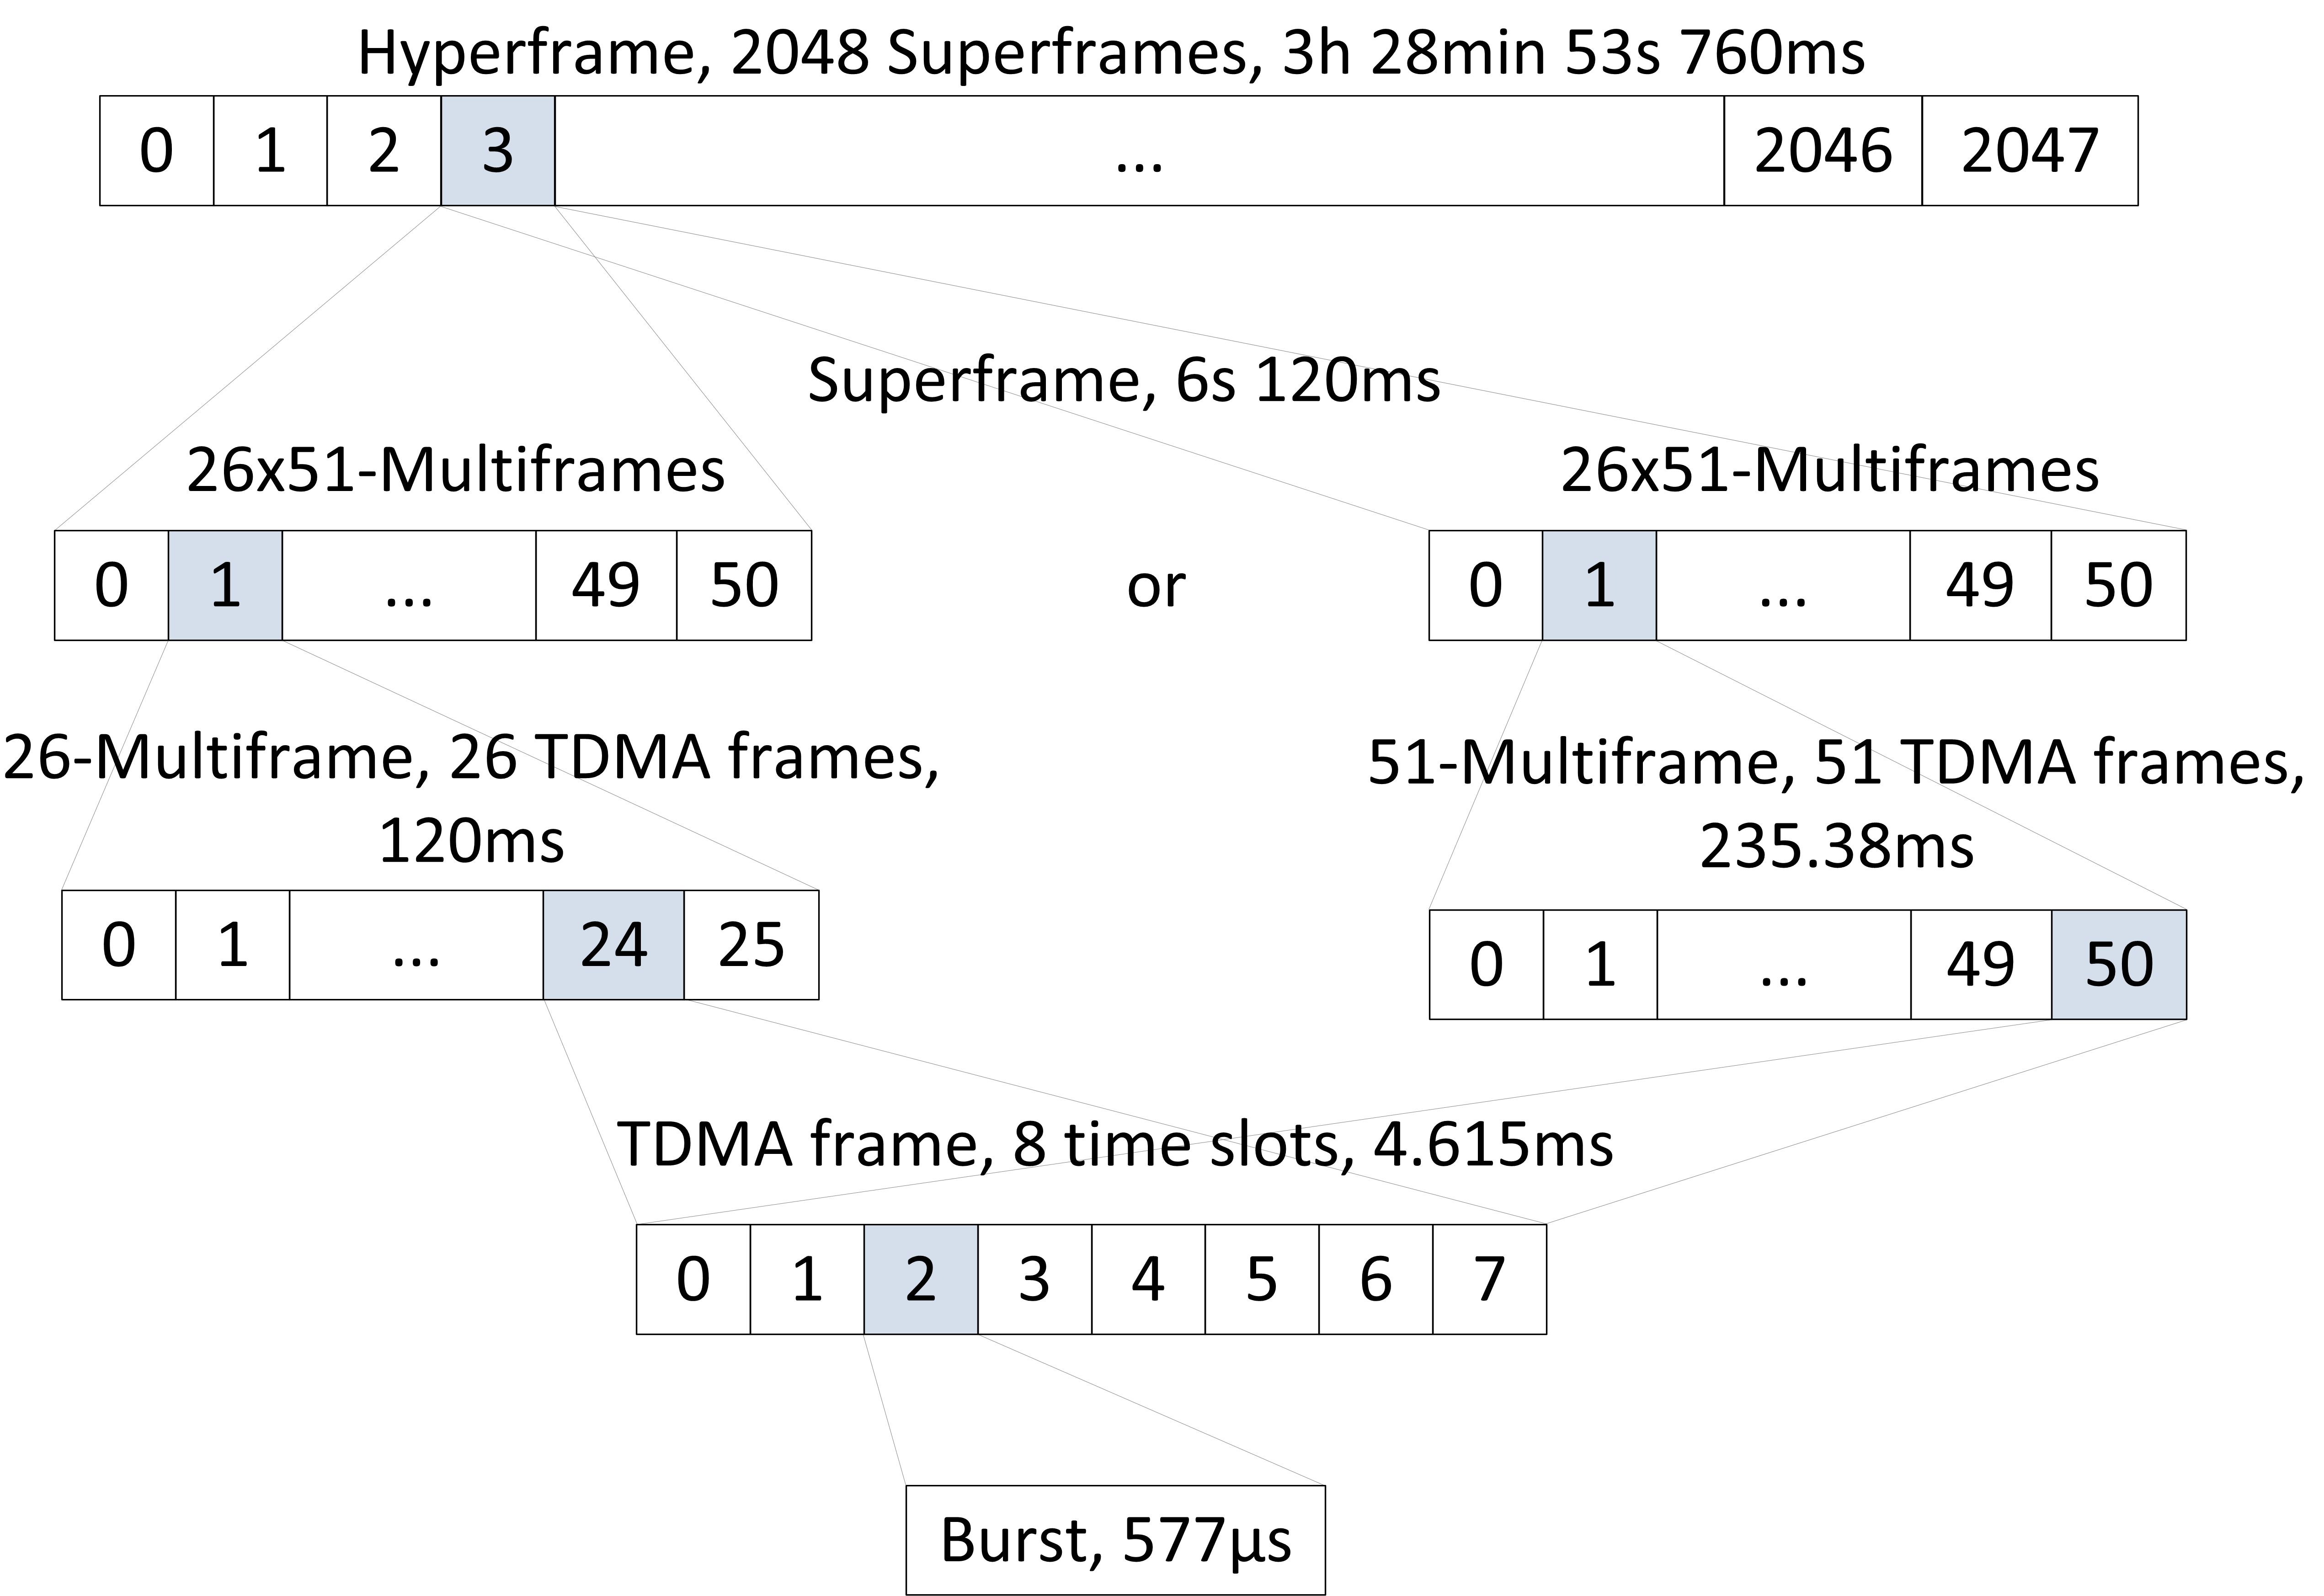 Hyperframe, 2048 Superframes, 3h 28min 53s 760ms
0 1 2 3 ... 2046 2047
Superframe, 6s 120ms
26x51-Multiframes
26x51-Multiframes
0 1 ... 49 50
or
0 1 ... 49 50
26-Multiframe, 26 TDMA frames,
120ms
51-Multiframe, 51 TDMA frames,
235.38ms
0 1 ... 24 25
0 1 ... 49 50
TDMA frame, 8 time slots, 4.615ms
0 1 2 3 4 5 6 7
Burst, 577µs